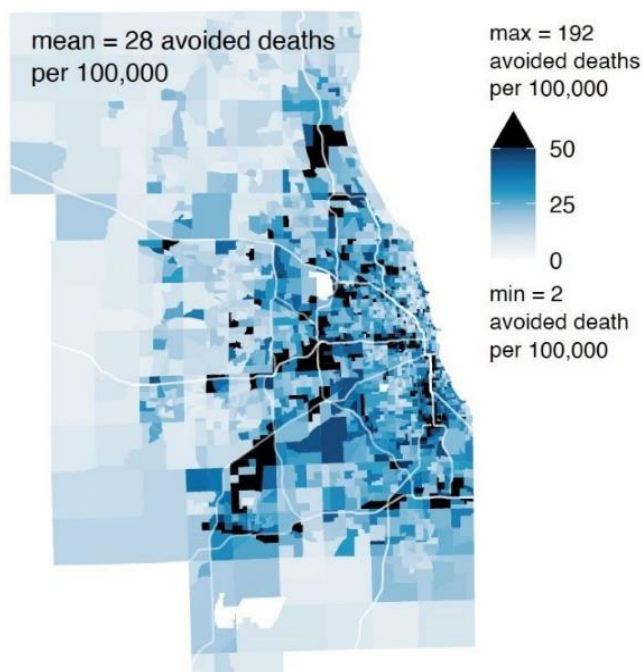 mean = 28 avoided deaths
per 100,000
max = 192
avoided deaths
per 100,000
50
25
0
min = 2
avoided death
per 100,000